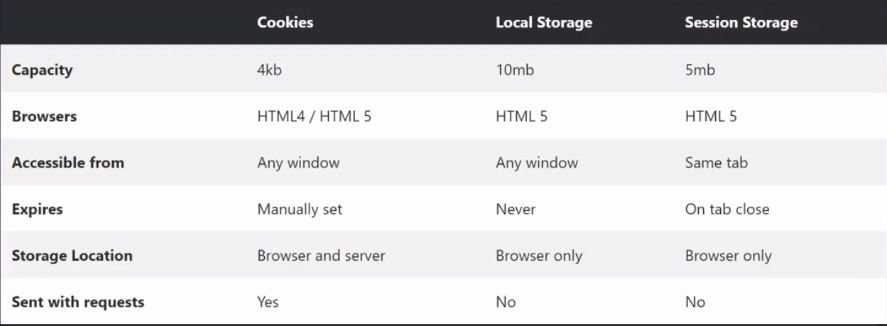 Cookies Local Storage Session Storage
Capacity 4kb 10mb 5mb
Browsers HTML4 / HTML 5 HTML 5 HTML 5
Accessible from Any window Any window Same tab
Expires Manually set Never On tab close
Storage Location Browser and server Browser only Browser only
Sent with requests Yes No No